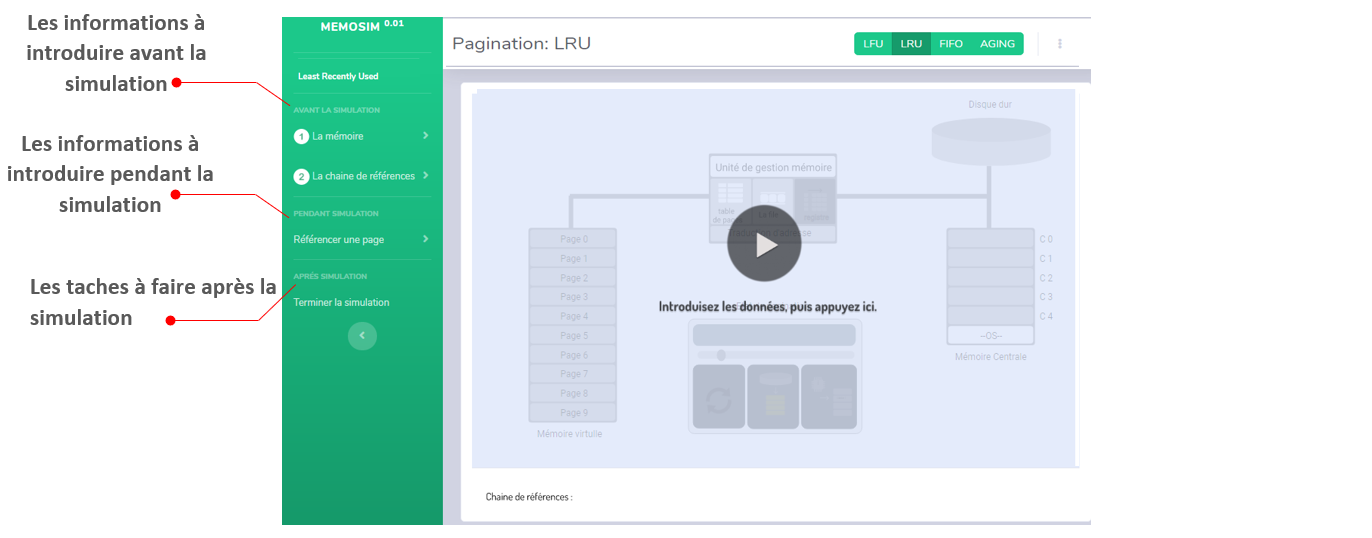 Les informations à
introduire avant la
simulation
Les informations à
introduire pendant la
simulation
Les taches à faire après la
simulation
MEMOSIM 0.01
Least Recently Used
AVANT LA SIMULATION
1 La mémoire
2 La chaine de références
PENDANT SIMULATION
Référencer une page
APRÉS SIMULATION
Terminer la simulation
Pagination: LRU
LFU LRU FIFO AGING
Disque dur
Unité de gestion mémoire
table
de pages
registre
Traduction d'adresse
Page 0
Page 1
Page 2
Page 3
Page 4
Page 5
Page 6
Page 7
Page 8
Page 9
Mémoire virtulle
C 0
C 1
C 2
C 3
C 4
--OS--
Mémoire Centrale
Introduisez les données, puis appuyez ici.
Chaine de références :